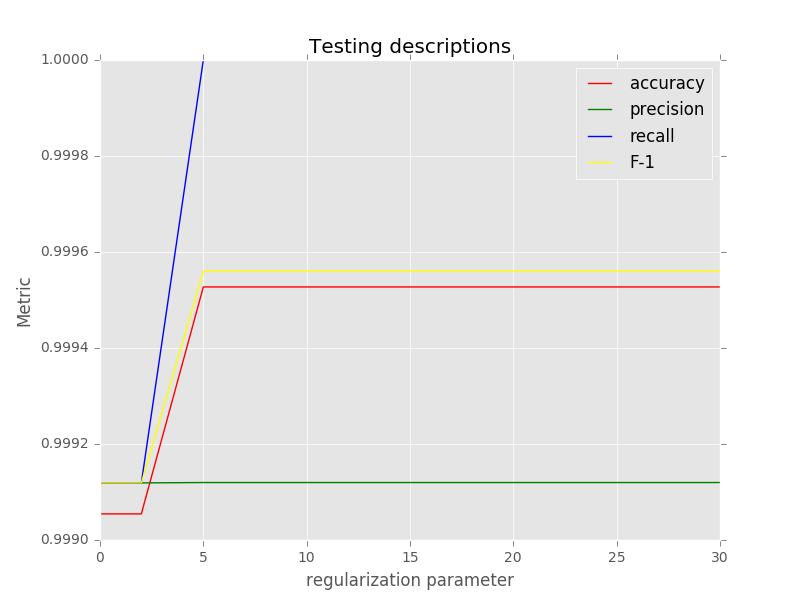 Testing descriptions
1.0000
0.9998
0.9996
0.9994
0.9992
0.9990
Metric
accuracy
precision
recall
F-1
0 5 10 15 20 25 30
regularization parameter